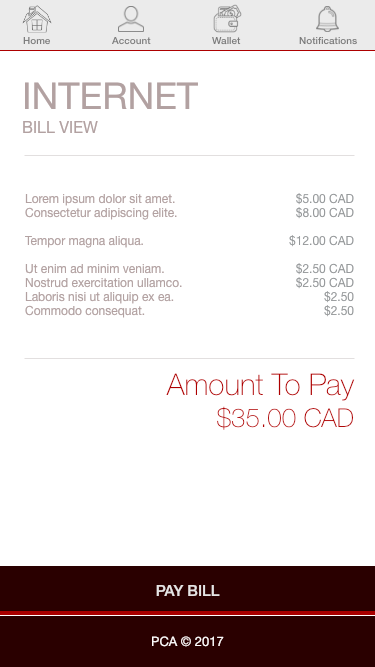 Home Account Wallet Notifications
INTERNET
BILL VIEW
Lorem ipsum dolor sit amet. $5.00 CAD
Consectetur adipiscing elite. $8.00 CAD
Tempor magna aliqua. $12.00 CAD
Ut enim ad minim veniam. $2.50 CAD
Nostrud exercitation ullamco. $2.50 CAD
Laboris nisi ut aliquip ex ea. $2.50
Commodo consequat. $2.50
Amount To Pay
$35.00 CAD
PAY BILL
PCA © 2017